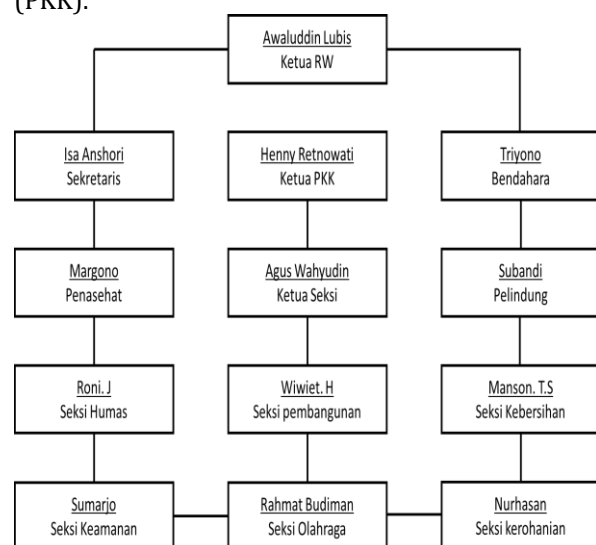 (PKK).
Awaluddin Lubis
Ketua RW
Isa Anshori
Sekretaris
Henny Retnowati
Ketua PKK
Triyono
Bendahara
Margono
Penasehat
Agus Wahyudin
Ketua Seksi
Subandi
Pelindung
Roni. J
Seksi Humas
Wiwiet. H
Seksi pembangunan
Manson. T.S
Seksi Kebersihan
Sumarjo
Seksi Keamanan
Rahmat Budiman
Seksi Olahraga
Nurhasan
Seksi kerohanian